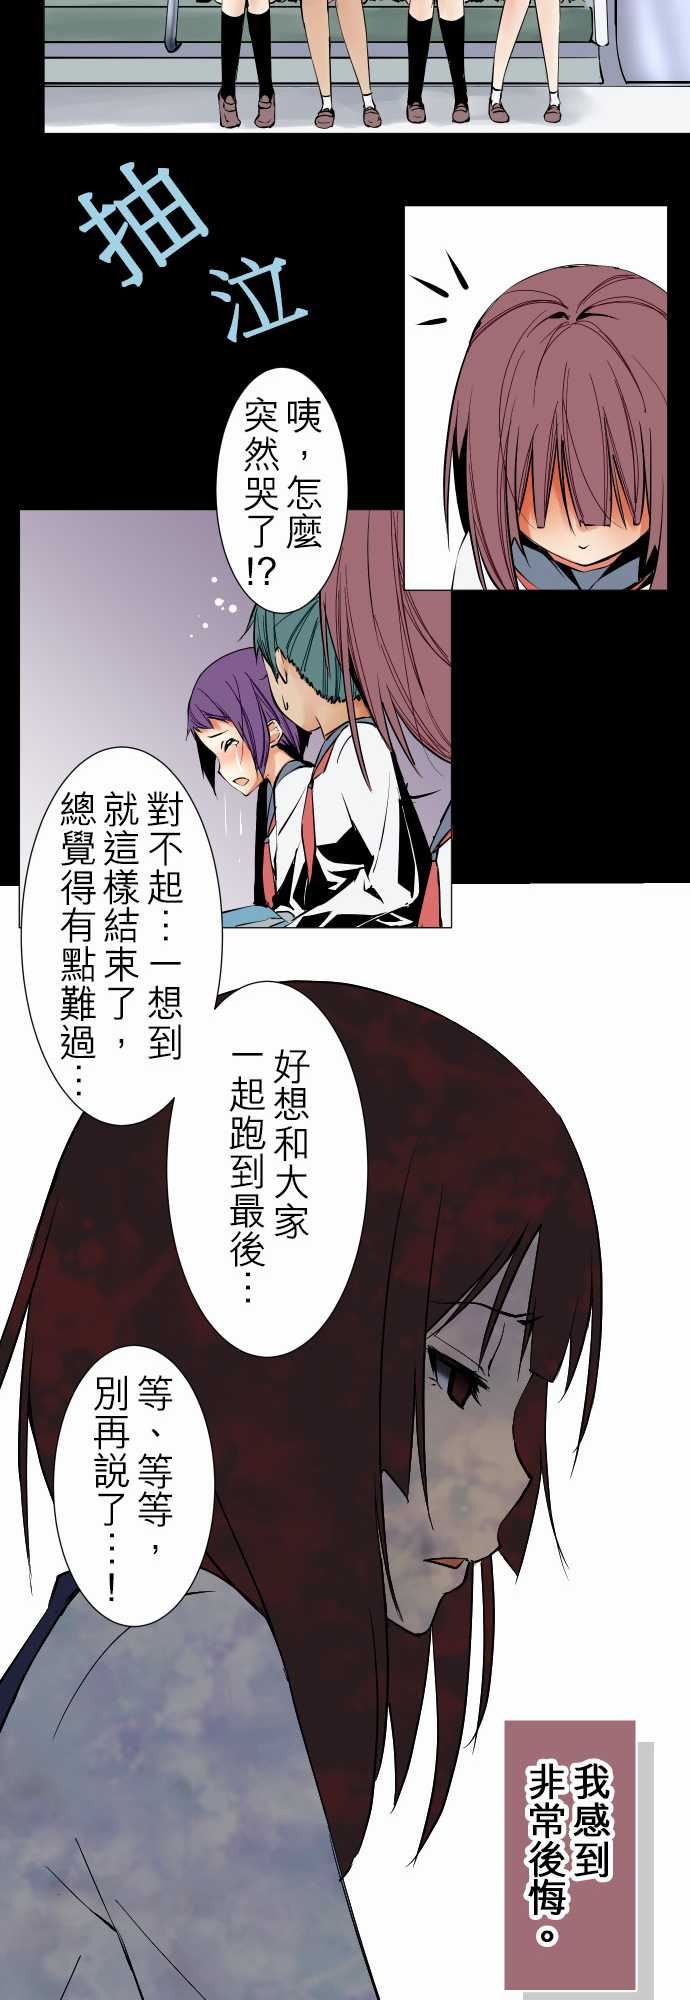 抽泣
咦，怎麼
突然哭了
!?
對不起…一想到
就這樣結束了，
總覺得有點難過…
好想和大家
一起跑到最後…
等、等等，
別再說了…!
我感到
非常後悔。